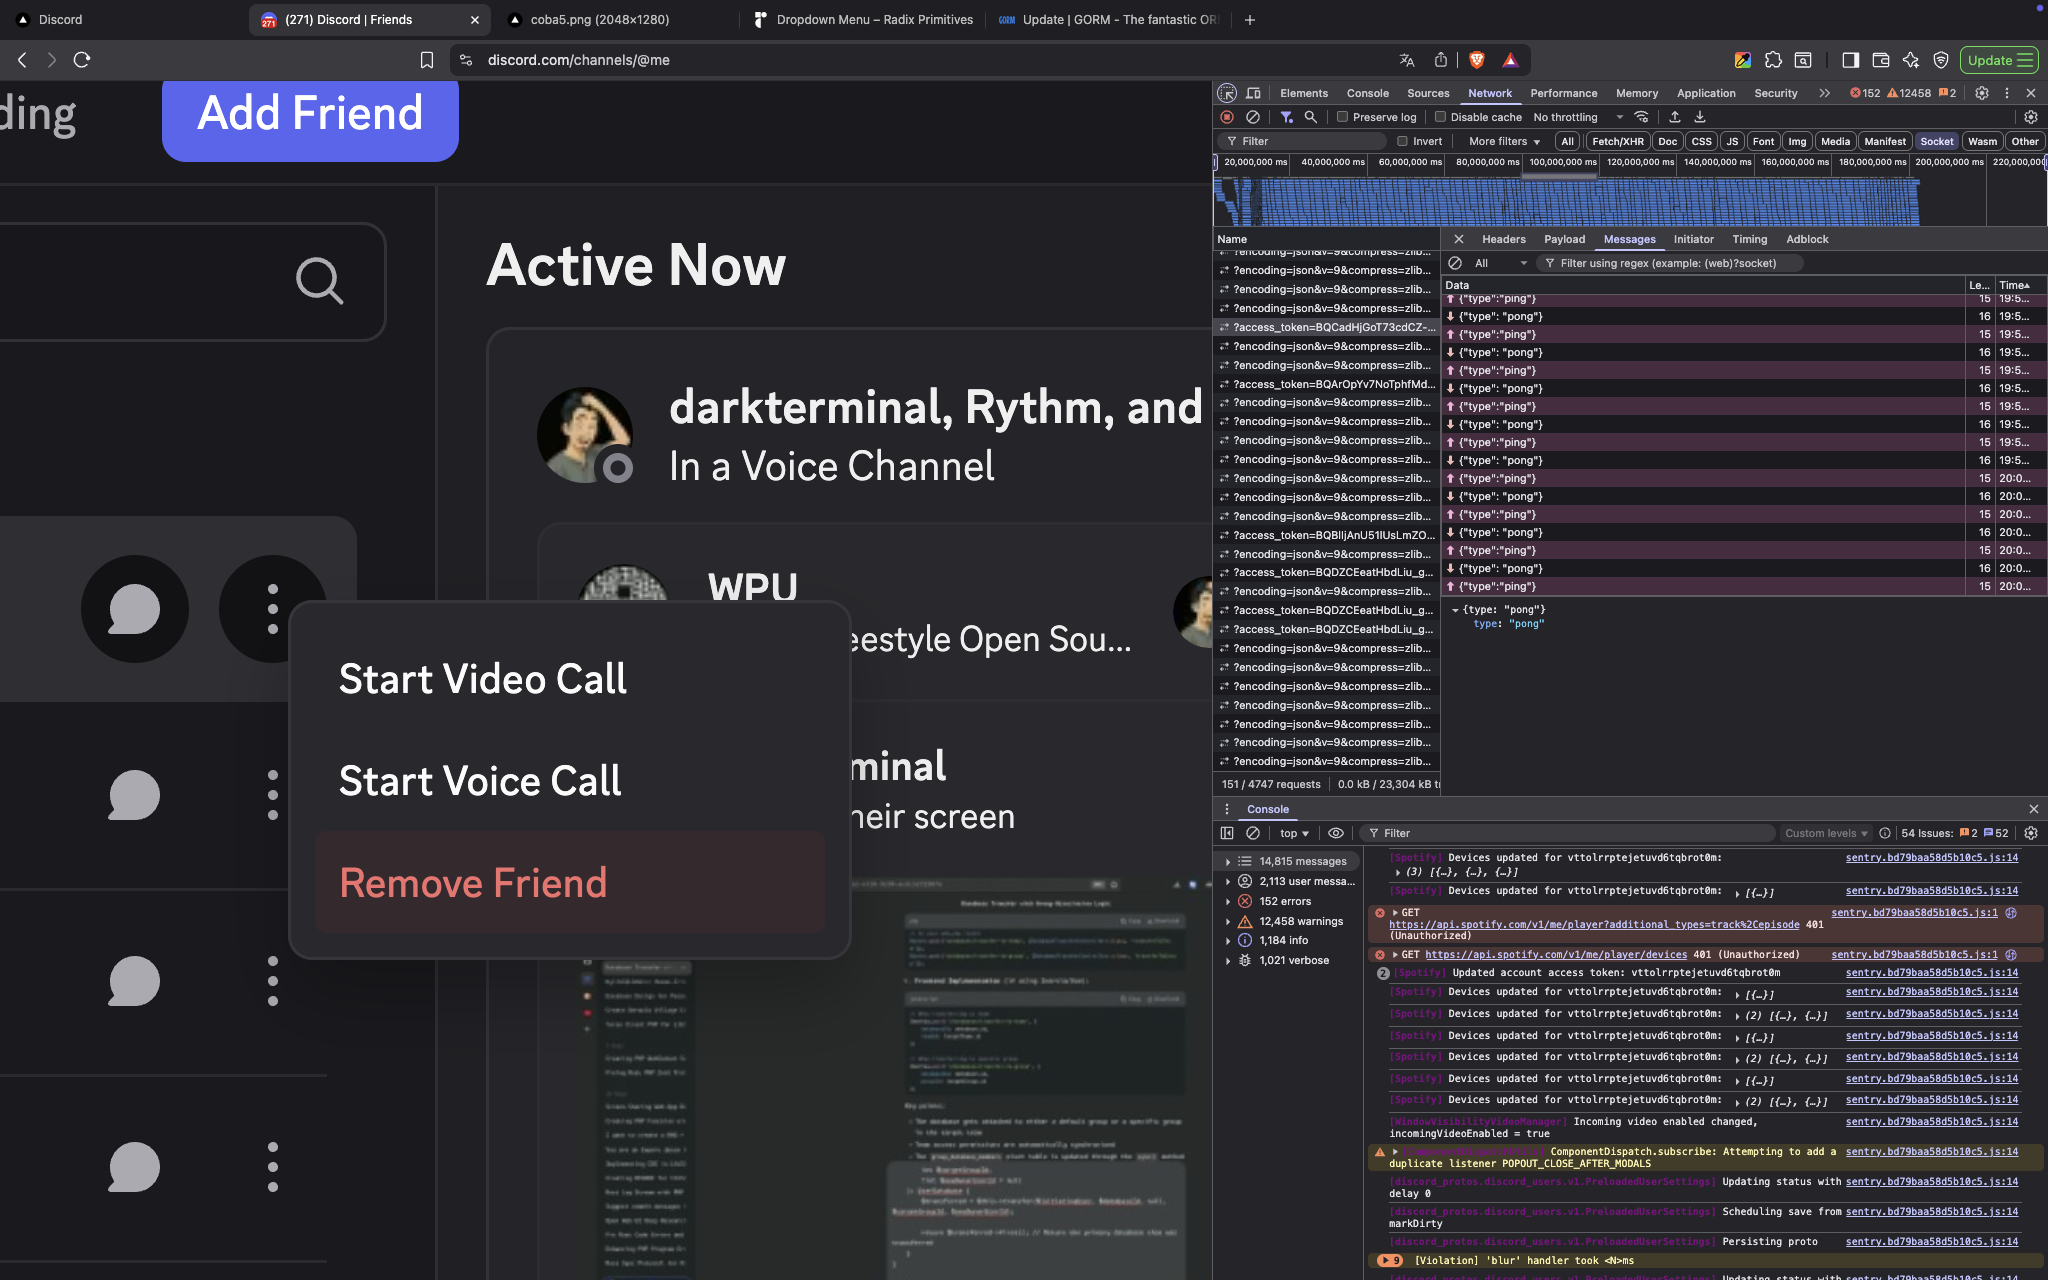 Discord
(271) Discord | Friends
coba5.png (2048×1280)
Dropdown Menu – Radix Primitives
GORM
Update | GORM - The fantastic OR
discord.com/channels/@me
Update
ding
Add Friend
Active Now
darkterminal, Rythm, and
In a Voice Channel
WPU
eestyle Open Sou...
minal
heir screen
Start Video Call
Start Voice Call
Remove Friend
Elements Console Sources Network Performance Memory Application Security
152 12458 2
Preserve log Disable cache No throttling
Filter Invert More filters All Fetch/XHR Doc CSS JS Font Img Media Manifest Socket Wasm Other
20,000,000 ms 40,000,000 ms 60,000,000 ms 80,000,000 ms 100,000,000 ms 120,000,000 ms 140,000,000 ms 160,000,000 ms 180,000,000 ms 200,000,000 ms 220,000,00
Name
?encoding=json&v=9&compress=zlib...
?encoding=json&v=9&compress=zlib...
?encoding=json&v=9&compress=zlib...
?encoding=json&v=9&compress=zlib...
?access_token=BQCadHjGoT73cdCZ-...
?encoding=json&v=9&compress=zlib...
?encoding=json&v=9&compress=zlib...
?access_token=BQArOpYv7NoTphfMd...
?encoding=json&v=9&compress=zlib...
?encoding=json&v=9&compress=zlib...
?encoding=json&v=9&compress=zlib...
?encoding=json&v=9&compress=zlib...
?encoding=json&v=9&compress=zlib...
?encoding=json&v=9&compress=zlib...
?encoding=json&v=9&compress=zlib...
?access_token=BQBlljAnU51IUsLmZO...
?encoding=json&v=9&compress=zlib...
?access_token=BQDZCEeatHbdLiu_g...
?encoding=json&v=9&compress=zlib...
?access_token=BQDZCEeatHbdLiu_g...
?access_token=BQDZCEeatHbdLiu_g...
?encoding=json&v=9&compress=zlib...
?encoding=json&v=9&compress=zlib...
?encoding=json&v=9&compress=zlib...
?encoding=json&v=9&compress=zlib...
?encoding=json&v=9&compress=zlib...
?encoding=json&v=9&compress=zlib...
?encoding=json&v=9&compress=zlib...
151 / 4747 requests 0.0 kB / 23,304 kB t
Headers Payload Messages Initiator Timing Adblock
All Filter using regex (example: (web)?socket)
Data Le... Time
{"type":"ping"} 15 19:5...
{"type": "pong"} 16 19:5...
{"type":"ping"} 15 19:5...
{"type": "pong"} 16 19:5...
{"type":"ping"} 15 19:5...
{"type": "pong"} 16 19:5...
{"type":"ping"} 15 19:5...
{"type": "pong"} 16 19:5...
{"type":"ping"} 15 19:5...
{"type": "pong"} 16 19:5...
{"type":"ping"} 15 20:0...
{"type": "pong"} 16 20:0...
{"type":"ping"} 15 20:0...
{"type": "pong"} 16 20:0...
{"type":"ping"} 15 20:0...
{"type": "pong"} 16 20:0...
{"type":"ping"} 15 20:0...
{type: "pong"}
type: "pong"
Console
top Filter Custom levels 54 Issues: 2 52
14,815 messages
2,113 user messa...
152 errors
12,458 warnings
1,184 info
1,021 verbose
[Spotify] Devices updated for vttolrrptejetuvd6tqbrot0m: sentry.bd79baa58d5b10c5.js:14
(3) [{…}, {…}, {…}]
[Spotify] Devices updated for vttolrrptejetuvd6tqbrot0m: [{…}] sentry.bd79baa58d5b10c5.js:14
GET sentry.bd79baa58d5b10c5.js:1
https://api.spotify.com/v1/me/player?additional_types=track%2Cepisode 401
(Unauthorized)
GET https://api.spotify.com/v1/me/player/devices 401 (Unauthorized) sentry.bd79baa58d5b10c5.js:1
2 [Spotify] Updated account access token: vttolrrptejetuvd6tqbrot0m sentry.bd79baa58d5b10c5.js:14
[Spotify] Devices updated for vttolrrptejetuvd6tqbrot0m: [{…}] sentry.bd79baa58d5b10c5.js:14
[Spotify] Devices updated for vttolrrptejetuvd6tqbrot0m: (2) [{…}, {…}] sentry.bd79baa58d5b10c5.js:14
[Spotify] Devices updated for vttolrrptejetuvd6tqbrot0m: [{…}] sentry.bd79baa58d5b10c5.js:14
[Spotify] Devices updated for vttolrrptejetuvd6tqbrot0m: (2) [{…}, {…}] sentry.bd79baa58d5b10c5.js:14
[Spotify] Devices updated for vttolrrptejetuvd6tqbrot0m: [{…}] sentry.bd79baa58d5b10c5.js:14
[Spotify] Devices updated for vttolrrptejetuvd6tqbrot0m: (2) [{…}, {…}] sentry.bd79baa58d5b10c5.js:14
[WindowVisibilityVideoManager] Incoming video enabled changed, sentry.bd79baa58d5b10c5.js:14
incomingVideoEnabled = true
ComponentDispatch.subscribe: Attempting to add a sentry.bd79baa58d5b10c5.js:14
duplicate listener POPOUT_CLOSE_AFTER_MODALS
[discord_protos.discord_users.v1.PreloadedUserSettings] Updating status with sentry.bd79baa58d5b10c5.js:14
delay 0
[discord_protos.discord_users.v1.PreloadedUserSettings] Scheduling save from sentry.bd79baa58d5b10c5.js:14
markDirty
[discord_protos.discord_users.v1.PreloadedUserSettings] Persisting proto sentry.bd79baa58d5b10c5.js:14
9 [Violation] 'blur' handler took <N>ms
[discord_protos.discord_users.v1.PreloadedUserSettings] Updating status with sentry.bd79baa58d5b10c5.js:14